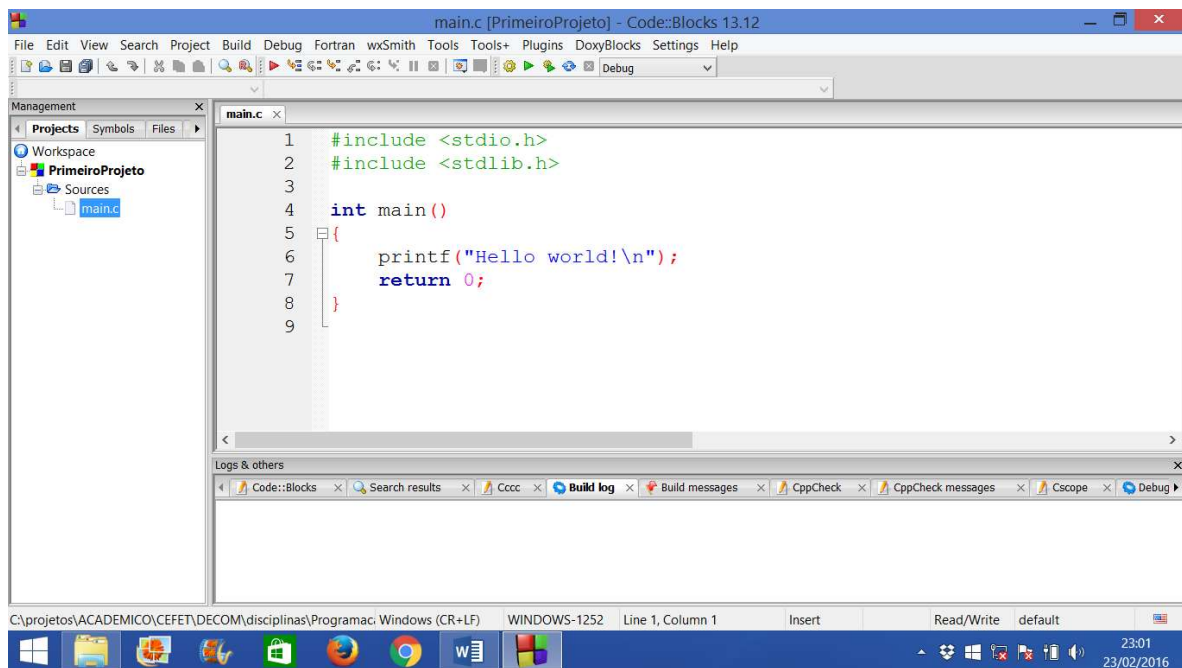 main.c [PrimeiroProjeto] - Code::Blocks 13.12
File Edit View Search Project Build Debug Fortran wxSmith Tools Tools+ Plugins DoxyBlocks Settings Help
Debug
Management
Projects Symbols Files
Workspace
PrimeiroProjeto
Sources
main.c
main.c
1 #include <stdio.h>
2 #include <stdlib.h>
3
4 int main()
5 {
6 printf("Hello world!\n");
7 return 0;
8 }
9
Logs & others
Code::Blocks Search results Cccc Build log Build messages CppCheck CppCheck messages Cscope Debug
C:\projetos\ACADEMICO\CEFET\DECOM\disciplinas\Programac Windows (CR+LF) WINDOWS-1252 Line 1, Column 1 Insert Read/Write default
23:01
23/02/2016